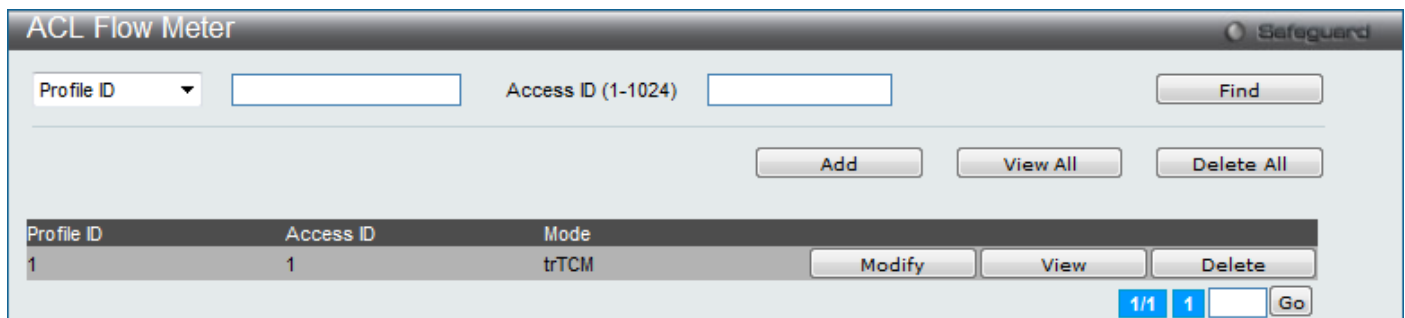 ACL Flow Meter
Safeguard
Profile ID Access ID (1-1024) Find
Add View All Delete All
Profile ID Access ID Mode
1 1 trTCM Modify View Delete
1/1 1 Go